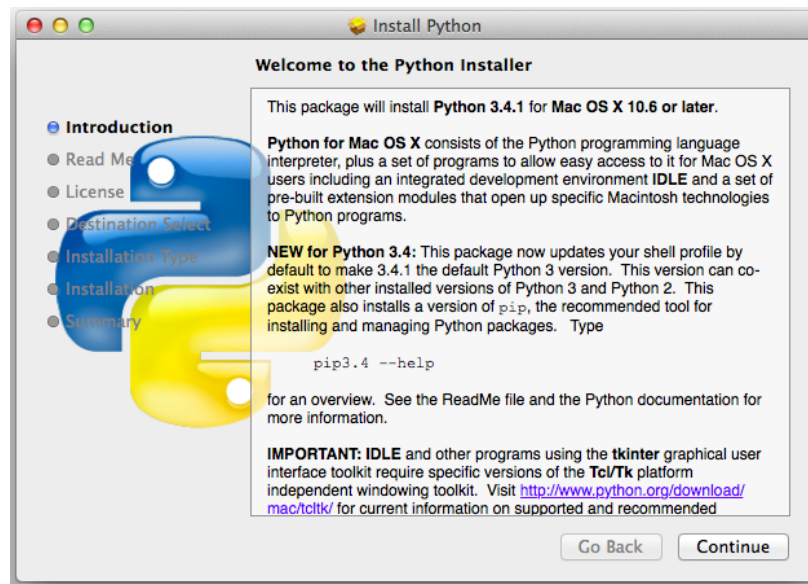 Install Python
Welcome to the Python Installer
Introduction
Read Me
License
Destination Select
Installation Type
Installation
Summary
This package will install Python 3.4.1 for Mac OS X 10.6 or later.
Python for Mac OS X consists of the Python programming language
interpreter, plus a set of programs to allow easy access to it for Mac OS X
users including an integrated development environment IDLE and a set of
pre-built extension modules that open up specific Macintosh technologies
to Python programs.
NEW for Python 3.4: This package now updates your shell profile by
default to make 3.4.1 the default Python 3 version. This version can co-
exist with other installed versions of Python 3 and Python 2. This
package also installs a version of pip, the recommended tool for
installing and managing Python packages. Type
pip3.4 --help
for an overview. See the ReadMe file and the Python documentation for
more information.
IMPORTANT: IDLE and other programs using the tkinter graphical user
interface toolkit require specific versions of the Tcl/Tk platform
independent windowing toolkit. Visit http://www.python.org/download/
mac/tcltk/ for current information on supported and recommended
Go Back
Continue